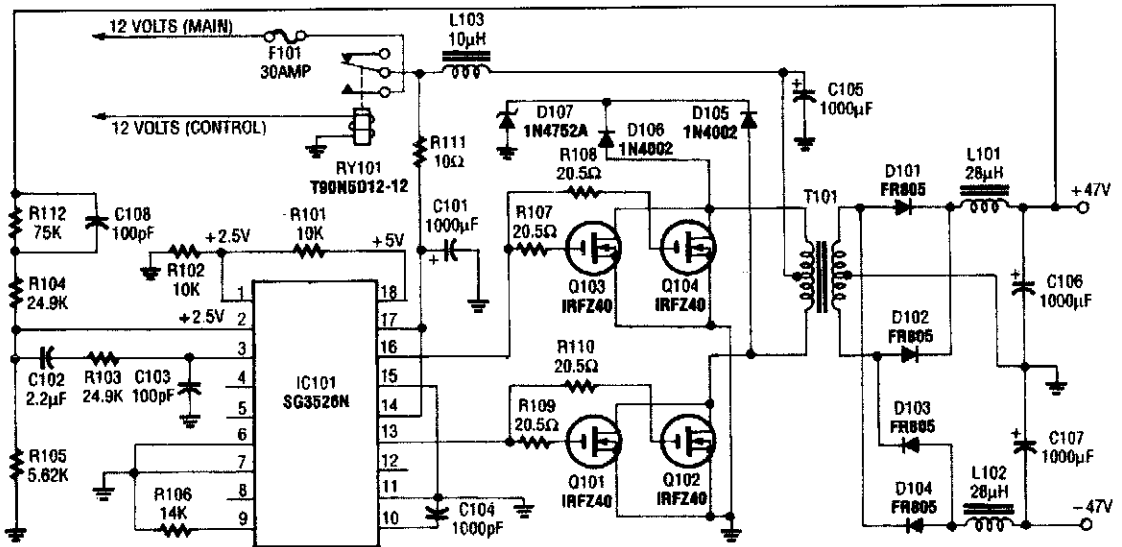 12 VOLTS (MAIN)
F101
30AMP
L103
10µH
C105
1000µF
12 VOLTS (CONTROL)
RY101
T90N5D12-12
R111
10Ω
D107
1N4752A
D106
1N4002
D105
1N4002
R108
20.5Ω
R107
20.5Ω
Q103
IRFZ40
Q104
IRFZ40
T101
D101
FR805
L101
28µH
+47V
R112
75K
C108
100pF
R101
10K
+2.5V
+5V
C101
1000µF
R102
10K
R104
24.9K
+2.5V
C106
1000µF
D102
FR805
C102
2.2µF
R103
24.9K
C103
100pF
IC101
SG3526N
1
2
3
4
5
6
7
8
9
18
17
16
15
14
13
12
11
10
R110
20.5Ω
R109
20.5Ω
Q101
IRFZ40
Q102
IRFZ40
D103
FR805
C107
1000µF
R105
5.62K
R106
14K
C104
1000pF
D104
FR805
L102
28µH
-47V